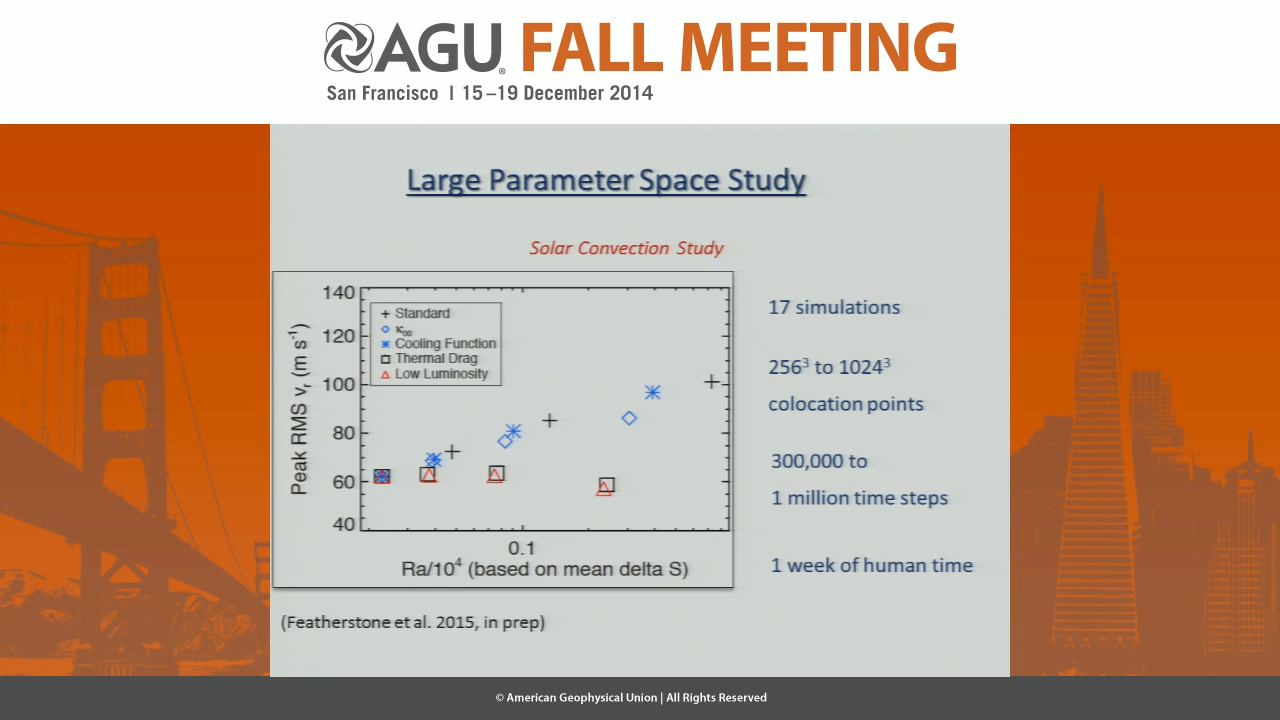 AGU FALL MEETING
San Francisco | 15–19 December 2014
Large Parameter Space Study
Solar Convection Study
140
120
100
80
60
40
Peak RMS vᵣ (m s⁻¹)
Standard
κ₀₀
Cooling Function
Thermal Drag
Low Luminosity
0.1
Ra/10⁴ (based on mean delta S)
17 simulations
256³ to 1024³
colocation points
300,000 to
1 million time steps
1 week of human time
(Featherstone et al. 2015, in prep)
© American Geophysical Union | All Rights Reserved